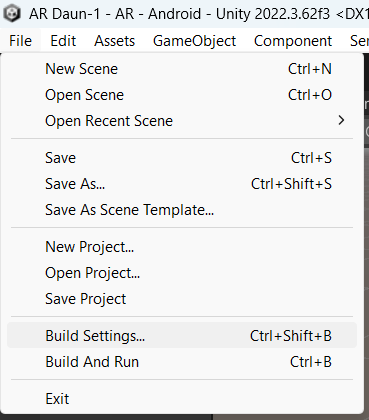 AR Daun-1 - AR - Android - Unity 2022.3.62f3 <DX1
File Edit Assets GameObject Component Ser
New Scene Ctrl+N
Open Scene Ctrl+O
Open Recent Scene
Save Ctrl+S
Save As... Ctrl+Shift+S
Save As Scene Template...
New Project...
Open Project...
Save Project
Build Settings... Ctrl+Shift+B
Build And Run Ctrl+B
Exit